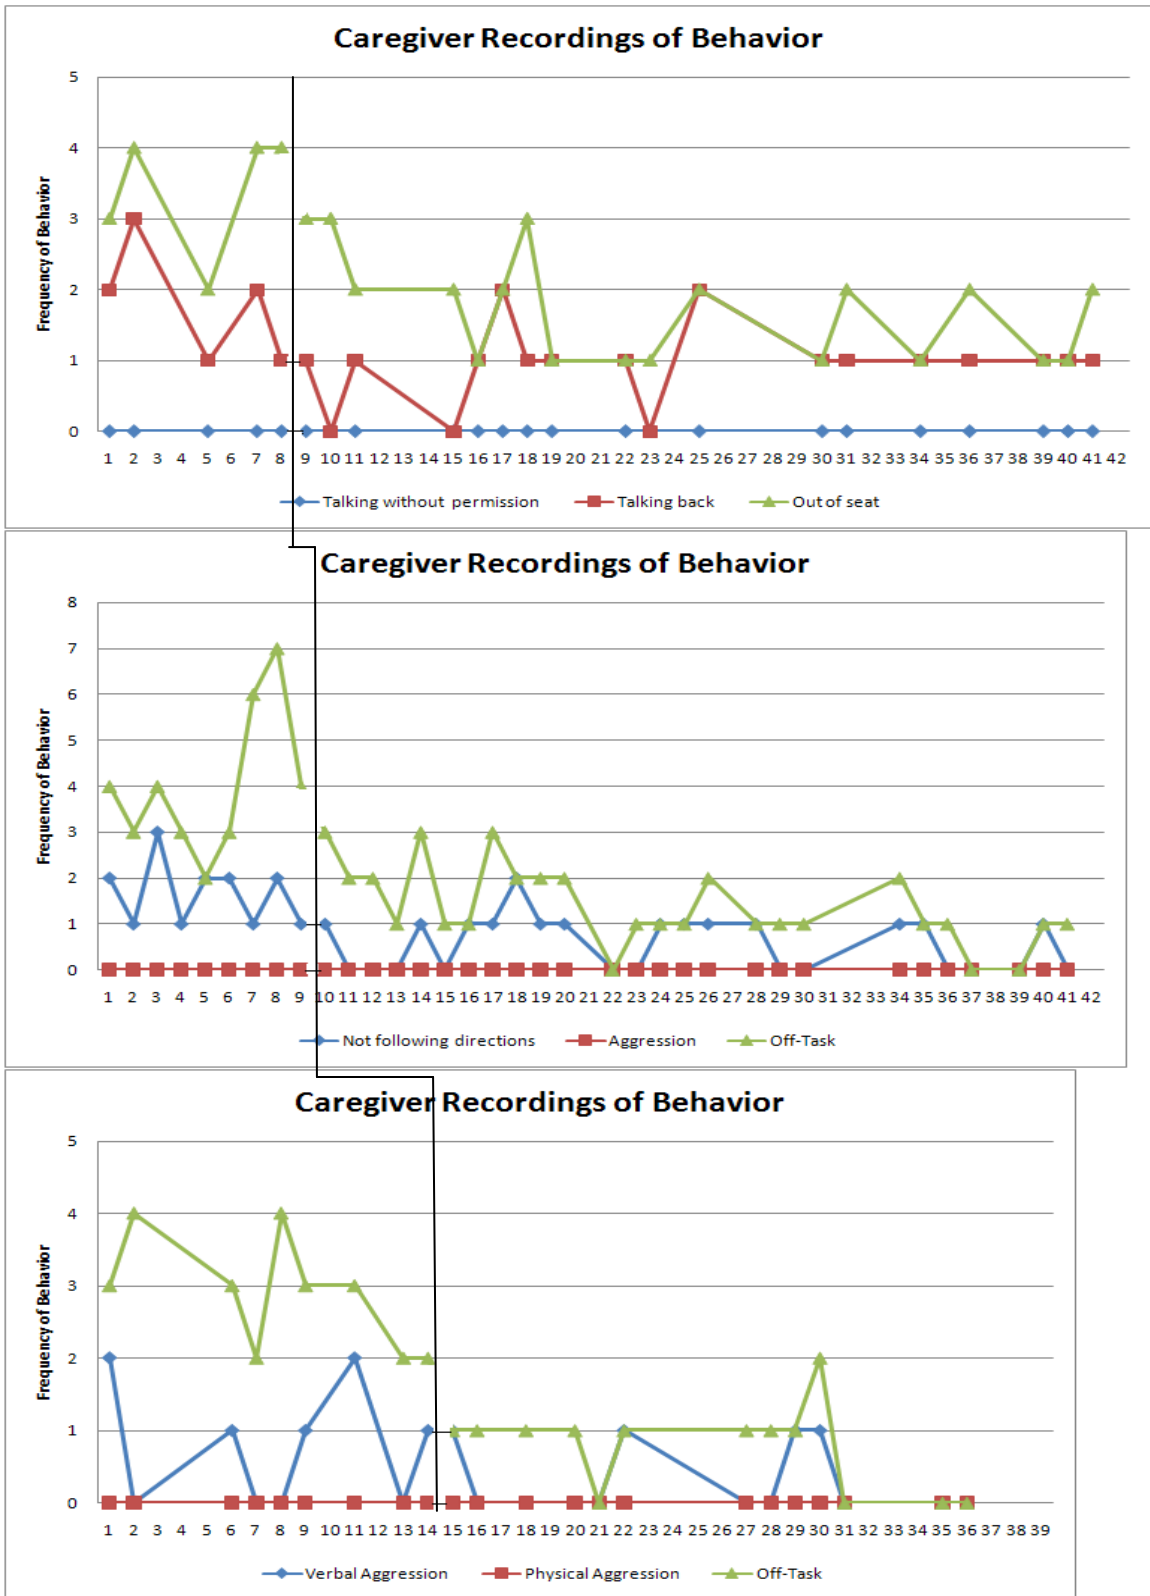 Caregiver Recordings of Behavior
Frequency of Behavior
5
4
3
2
1
0
1 2 3 4 5 6 7 8 9 10 11 12 13 14 15 16 17 18 19 20 21 22 23 24 25 26 27 28 29 30 31 32 33 34 35 36 37 38 39 40 41 42
Talking without permission Talking back Out of seat
Caregiver Recordings of Behavior
Frequency of Behavior
8
7
6
5
4
3
2
1
0
1 2 3 4 5 6 7 8 9 10 11 12 13 14 15 16 17 18 19 20 21 22 23 24 25 26 27 28 29 30 31 32 33 34 35 36 37 38 39 40 41 42
Not following directions Aggression Off-Task
Caregiver Recordings of Behavior
Frequency of Behavior
5
4
3
2
1
0
1 2 3 4 5 6 7 8 9 10 11 12 13 14 15 16 17 18 19 20 21 22 23 24 25 26 27 28 29 30 31 32 33 34 35 36 37 38 39
Verbal Aggression Physical Aggression Off-Task